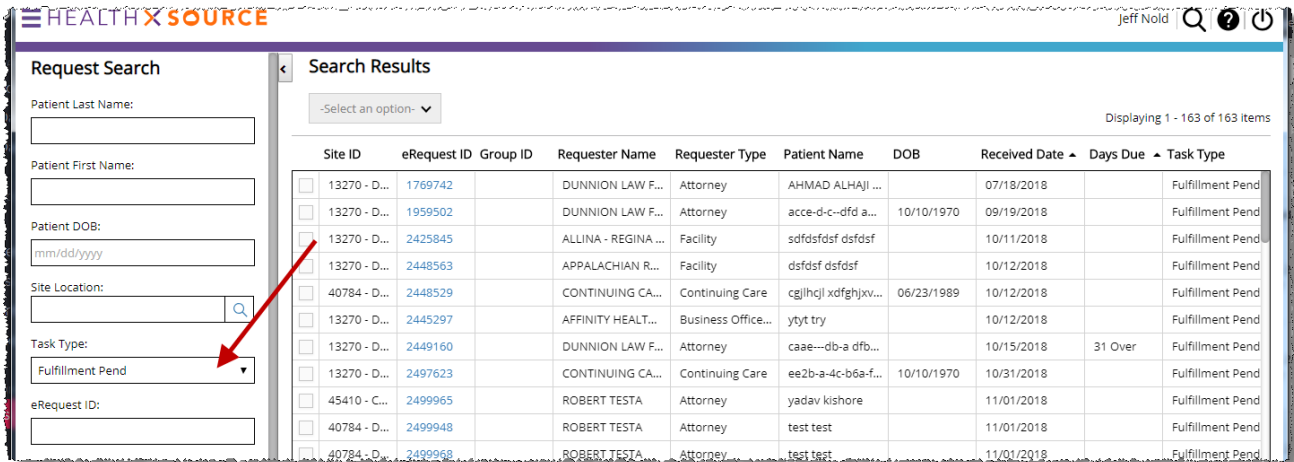 HEALTHXSOURCE
Jeff Nold
Request Search
Patient Last Name:
Patient First Name:
Patient DOB:
mm/dd/yyyy
Site Location:
Task Type:
Fulfillment Pend
eRequest ID:
Search Results
-Select an option-
Displaying 1 - 163 of 163 items
Site ID eRequest ID Group ID Requester Name Requester Type Patient Name DOB Received Date Days Due Task Type
13270 - D... 1769742 DUNNION LAW F... Attorney AHMAD ALHAJI ... 07/18/2018 Fulfillment Pend
13270 - D... 1959502 DUNNION LAW F... Attorney acce-d-c--dfd a... 10/10/1970 09/19/2018 Fulfillment Pend
13270 - D... 2425845 ALLINA - REGINA ... Facility sdfdsfdsf dsfdsf 10/11/2018 Fulfillment Pend
13270 - D... 2448563 APPALACHIAN R... Facility dsfdsf dsfdsf 10/12/2018 Fulfillment Pend
40784 - D... 2448529 CONTINUING CA... Continuing Care cgjlhcjl xdfghjxv... 06/23/1989 10/12/2018 Fulfillment Pend
13270 - D... 2445297 AFFINITY HEALT... Business Office... ytyt try 10/12/2018 Fulfillment Pend
13270 - D... 2449160 DUNNION LAW F... Attorney caae---db-a dfb... 10/15/2018 31 Over Fulfillment Pend
13270 - D... 2497623 CONTINUING CA... Continuing Care ee2b-a-4c-b6a-f... 10/10/1970 10/31/2018 Fulfillment Pend
45410 - C... 2499965 ROBERT TESTA Attorney yadav kishore 11/01/2018 Fulfillment Pend
40784 - D... 2499948 ROBERT TESTA Attorney test test 11/01/2018 Fulfillment Pend
40784 - D... 2499968 ROBERT TESTA Attorney test test 11/01/2018 Fulfillment Pend